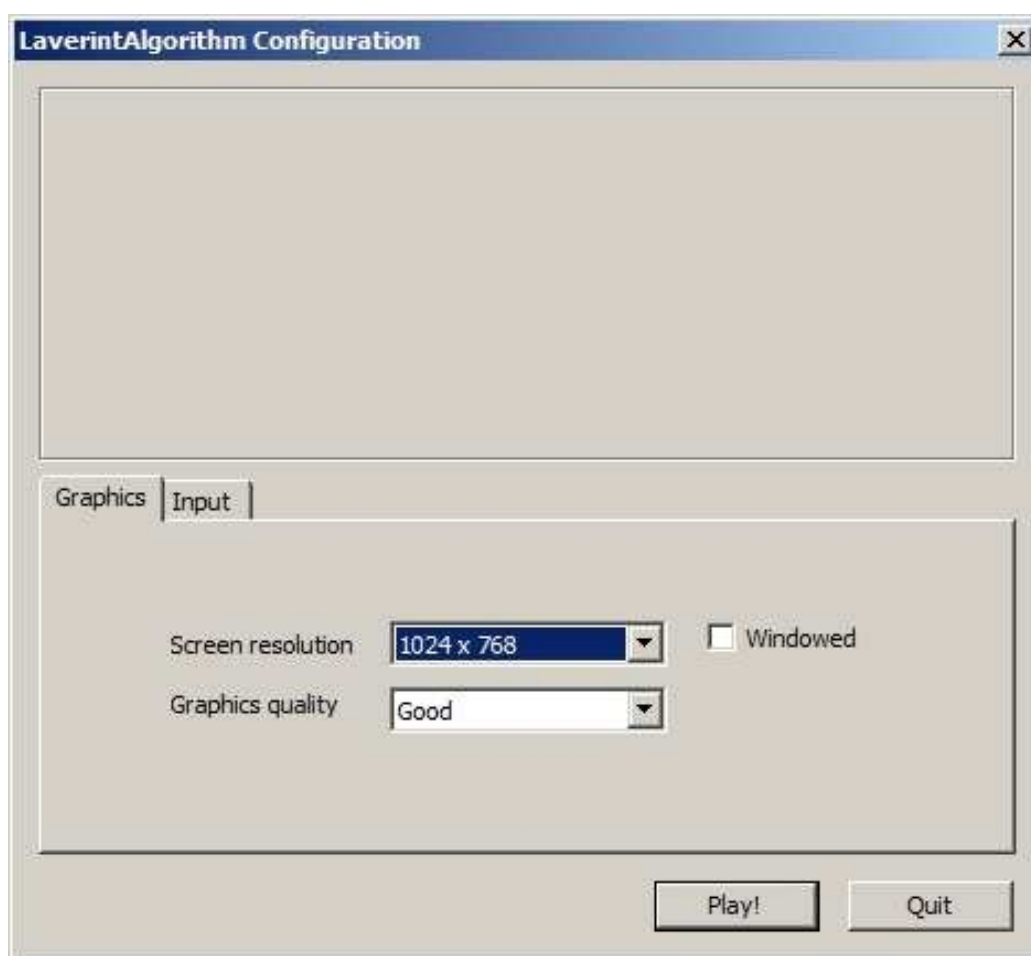 LaverintAlgorithm Configuration
Graphics
Input
Screen resolution
1024 x 768
Windowed
Graphics quality
Good
Play!
Quit